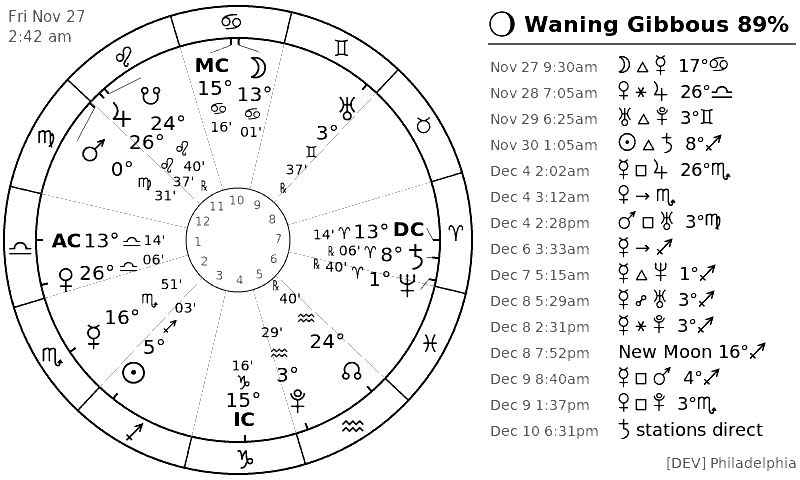 Fri Nov 27
2:42 am
MC
15° ♋ 16'
☽ 13° ♋ 01'
♅ 3° ♊ 37' ℞
☋ 24° ♌ 40' ℞
♃ 26° ♌ 37'
♂ 0° ♍ 31'
AC 13° ♎ 14'
♀ 26° ♎ 06'
☿ 16° ♏ 51'
☉ 5° ♐ 03'
16' ♑ 15°
IC
29' ♒ 3° ♇
℞ 40' ♒ 24° ☊
14' ♈ 13° DC
℞ 06' ♈ 8° ♄
℞ 40' ♈ 1° ♆
1
2
3
4
5
6
7
8
9
10
11
12
♋
♊
♉
♈
♓
♒
♑
♐
♏
♎
♍
♌
Waning Gibbous 89%
Nov 27 9:30am ☽ △ ☿ 17°♋
Nov 28 7:05am ♀ ⚹ ♃ 26°♎
Nov 29 6:25am ♅ △ ♇ 3°♊
Nov 30 1:05am ☉ △ ♄ 8°♐
Dec 4 2:02am ☿ □ ♃ 26°♏
Dec 4 3:12am ♀ → ♏
Dec 4 2:28pm ♂ □ ♅ 3°♍
Dec 6 3:33am ☿ → ♐
Dec 7 5:15am ☿ △ ♆ 1°♐
Dec 8 5:29am ☿ ☍ ♅ 3°♐
Dec 8 2:31pm ☿ ⚹ ♇ 3°♐
Dec 8 7:52pm New Moon 16°♐
Dec 9 8:40am ☿ □ ♂ 4°♐
Dec 9 1:37pm ♀ □ ♇ 3°♏
Dec 10 6:31pm ♄ stations direct
[DEV] Philadelphia